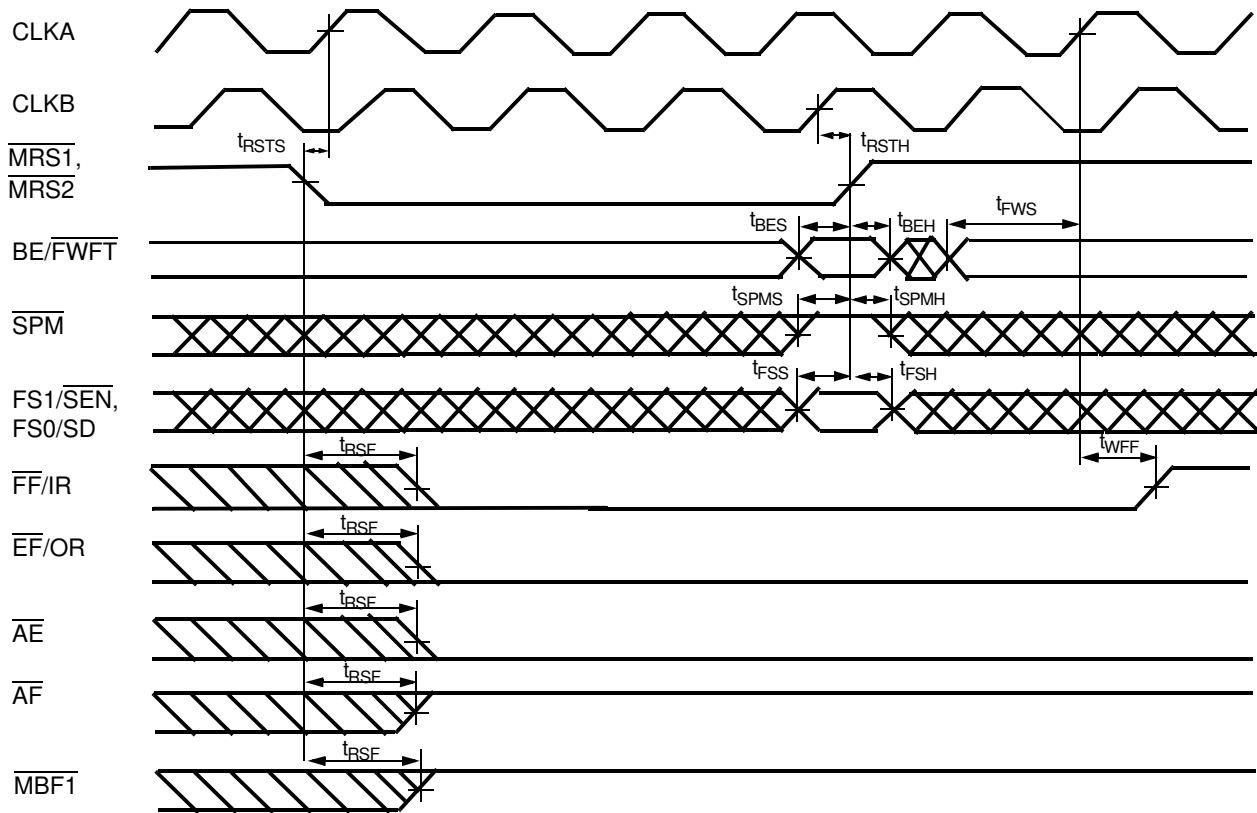 CLKA
CLKB
tRSTS
tRSTH
MRS1,
MRS2
tFWS
tBES
tBEH
BE/FWFT
tSPMS
tSPMH
SPM
tFSS
tFSH
FS1/SEN,
FS0/SD
tWFF
tRSF
FF/IR
tRSF
EF/OR
tRSF
AE
tRSF
AF
tRSF
MBF1